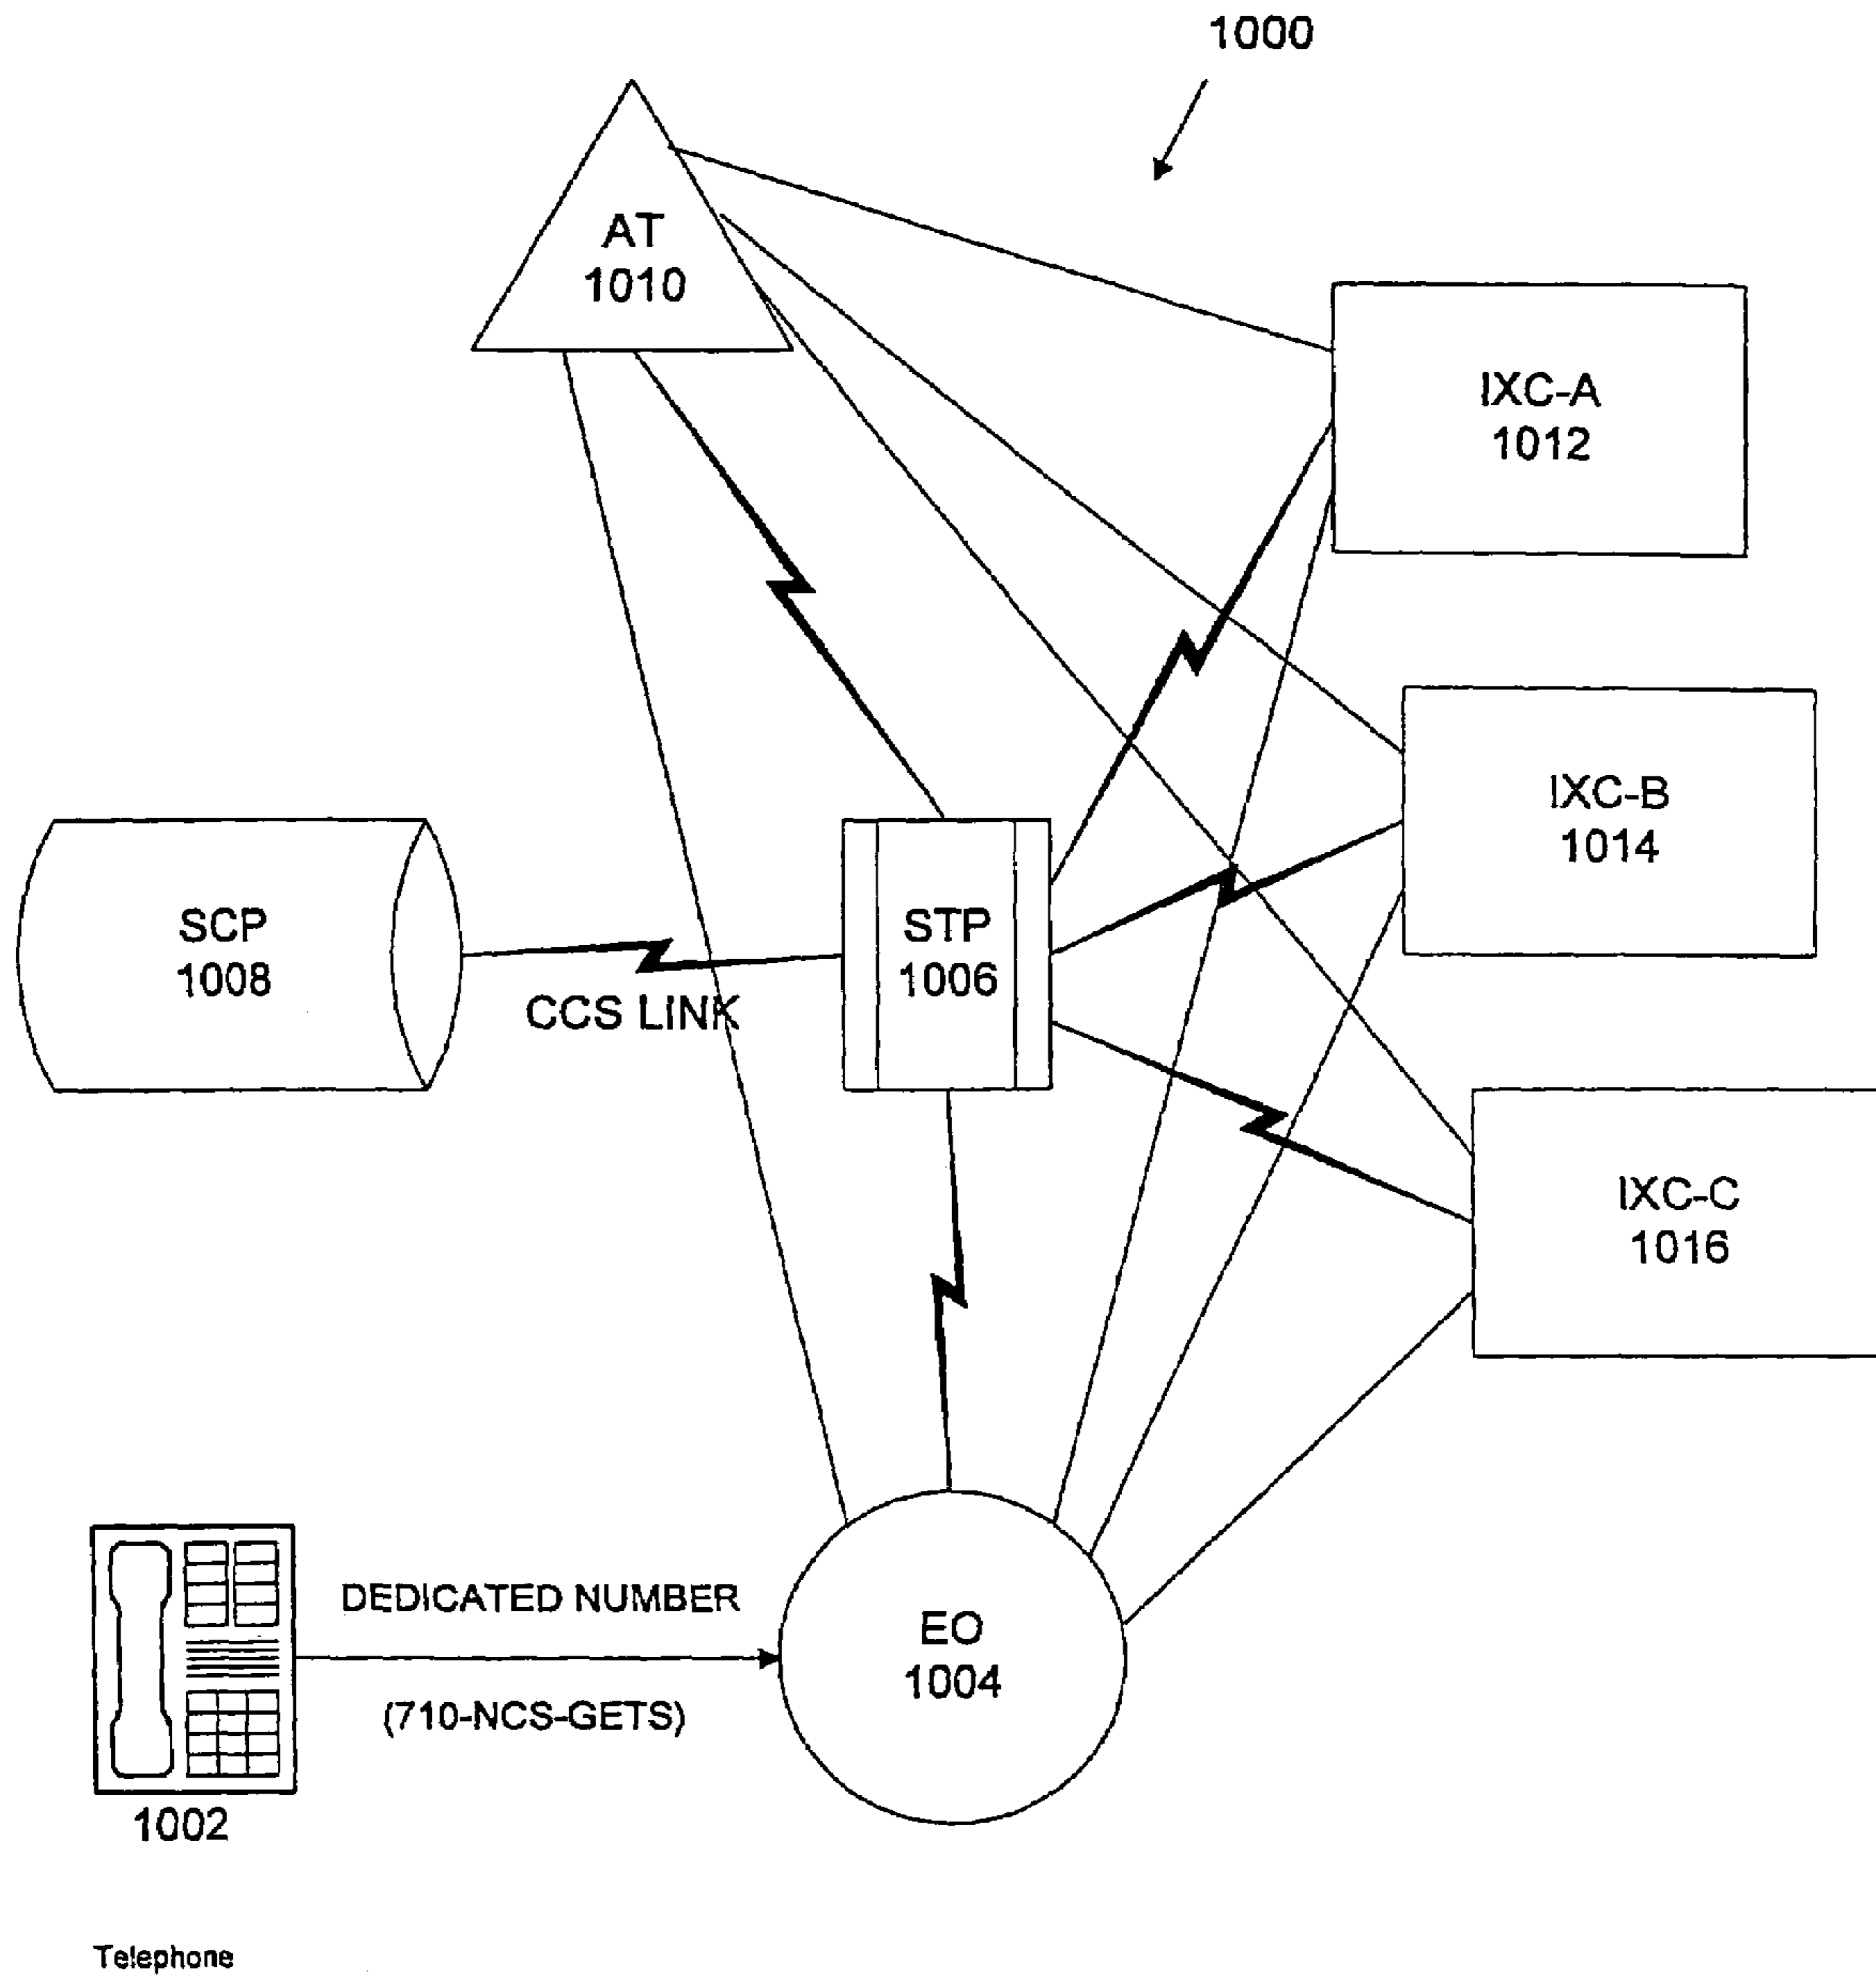 1000
AT
1010
IXC-A
1012
IXC-B
1014
SCP
1008
STP
1006
CCS LINK
IXC-C
1016
DEDICATED NUMBER
EO
1004
(710-NCS-GETS)
1002
Telephone